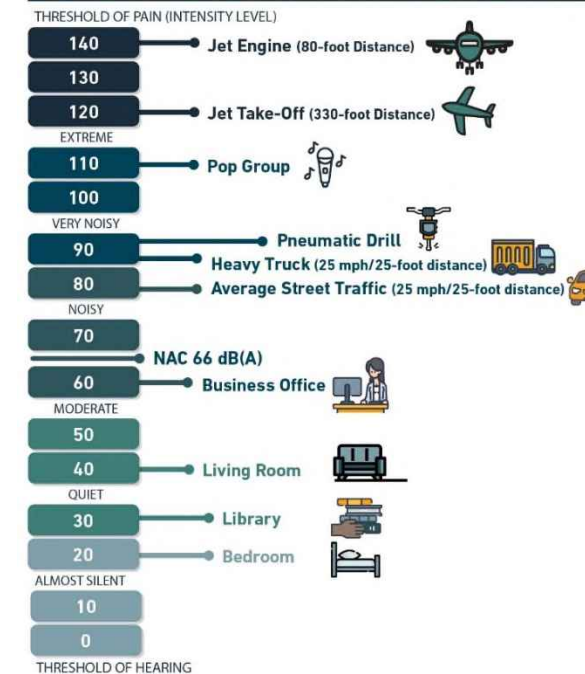 THRESHOLD OF PAIN (INTENSITY LEVEL)
140 Jet Engine (80-foot Distance)
130
120 Jet Take-Off (330-foot Distance)
EXTREME
110 Pop Group
100
VERY NOISY
Pneumatic Drill
90
Heavy Truck (25 mph/25-foot distance)
80 Average Street Traffic (25 mph/25-foot distance)
NOISY
70
NAC 66 dB(A)
60 Business Office
MODERATE
50
40 Living Room
QUIET
30 Library
20 Bedroom
ALMOST SILENT
10
0
THRESHOLD OF HEARING